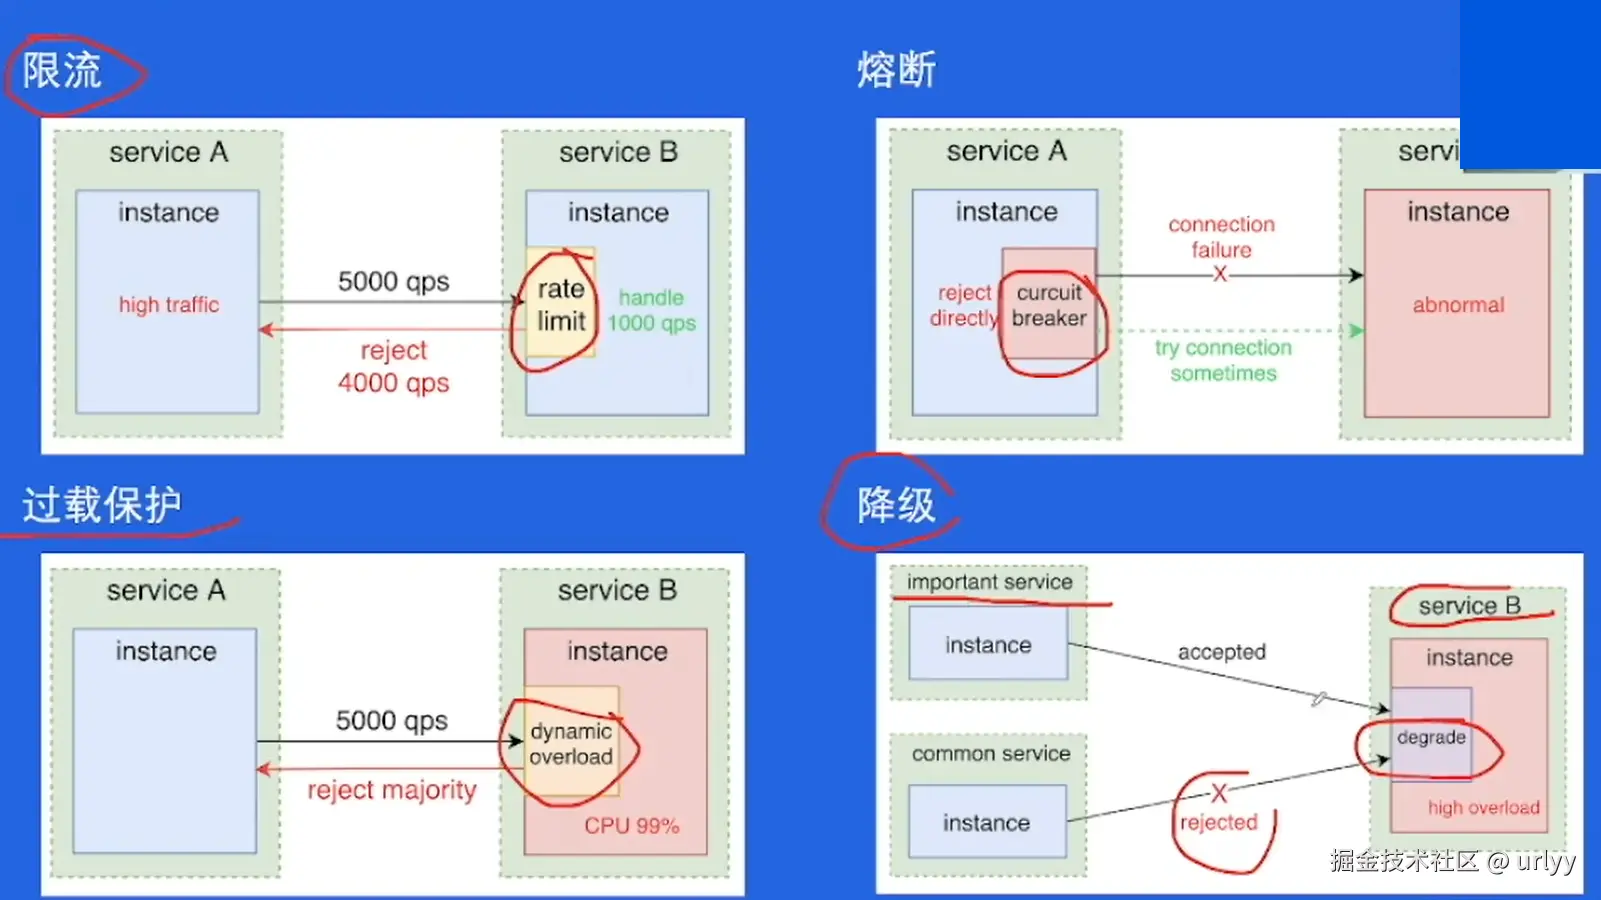 限流
service A
service B
instance
instance
high traffic
5000 qps
rate
limit
handle
1000 qps
reject
4000 qps
熔断
service A
servi
instance
instance
connection
failure
X
reject
directly
curcuit
breaker
abnormal
try connection
sometimes
过载保护
service A
service B
instance
instance
5000 qps
dynamic
overload
reject majority
CPU 99%
降级
important service
service B
instance
instance
accepted
degrade
common service
X
rejected
instance
high overload
掘金技术社区 @ urlyy